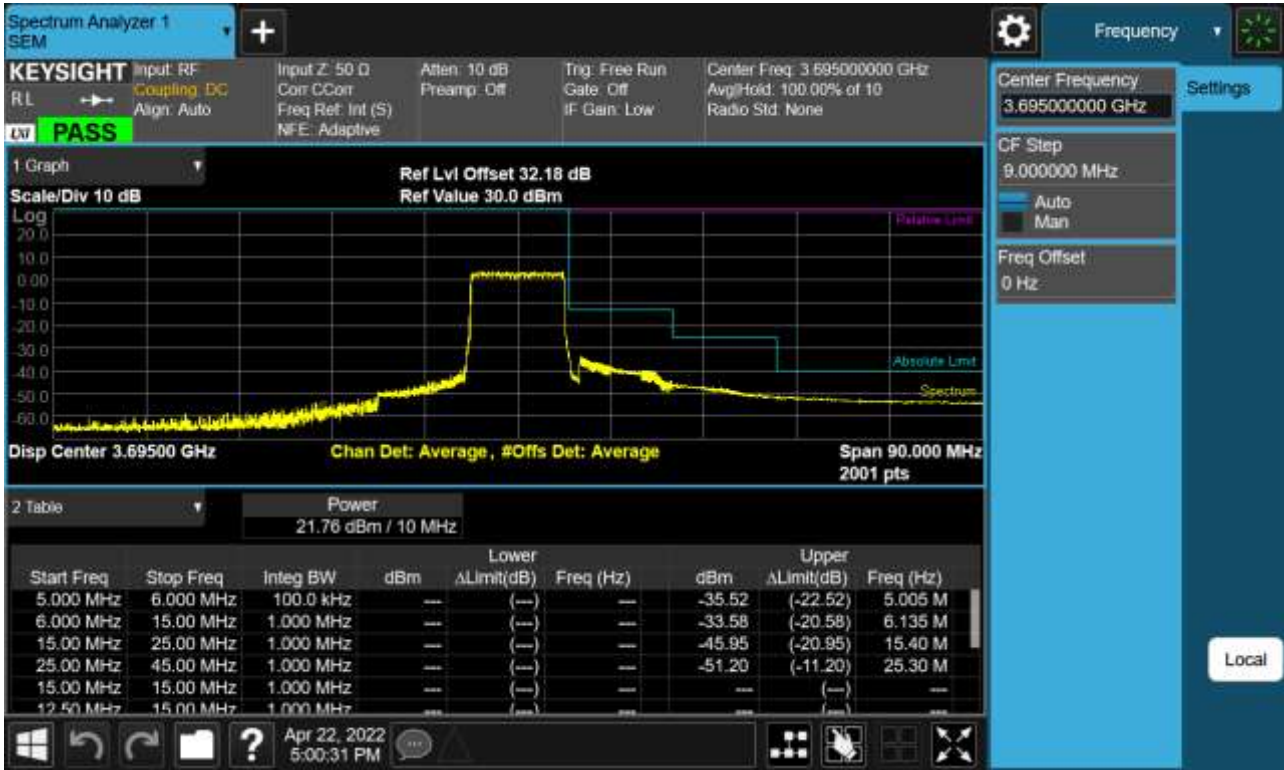 Spectrum Analyzer 1
SEM
+
Frequency
KEYSIGHT
RL
LXI
PASS
Input: RF
Coupling: DC
Align: Auto
Input Z: 50 Ω
Corr CCorr
Freq Ref: Int (S)
NFE: Adaptive
Atten: 10 dB
Preamp: Off
Trig: Free Run
Gate: Off
IF Gain: Low
Center Freq: 3.695000000 GHz
Avg|Hold: 100.00% of 10
Radio Std: None
Center Frequency
3.695000000 GHz
Settings
CF Step
9.000000 MHz
Auto
Man
Freq Offset
0 Hz
Local
1 Graph
Scale/Div 10 dB
Ref Lvl Offset 32.18 dB
Ref Value 30.0 dBm
Log
20.0
10.0
0.00
-10.0
-20.0
-30.0
-40.0
-50.0
-60.0
Relative Limit
Absolute Limit
Spectrum
Disp Center 3.69500 GHz
Chan Det: Average, #Offs Det: Average
Span 90.000 MHz
2001 pts
2 Table
Power
21.76 dBm / 10 MHz
Lower Upper
Start Freq Stop Freq Integ BW dBm ΔLimit(dB) Freq (Hz) dBm ΔLimit(dB) Freq (Hz)
5.000 MHz 6.000 MHz 100.0 kHz --- (---) --- -35.52 (-22.52) 5.005 M
6.000 MHz 15.00 MHz 1.000 MHz --- (---) --- -33.58 (-20.58) 6.135 M
15.00 MHz 25.00 MHz 1.000 MHz --- (---) --- -45.95 (-20.95) 15.40 M
25.00 MHz 45.00 MHz 1.000 MHz --- (---) --- -51.20 (-11.20) 25.30 M
15.00 MHz 15.00 MHz 1.000 MHz --- (---) --- --- (---) ---
12.50 MHz 15.00 MHz 1.000 MHz --- (---) --- --- (---) ---
?
Apr 22, 2022
5:00:31 PM